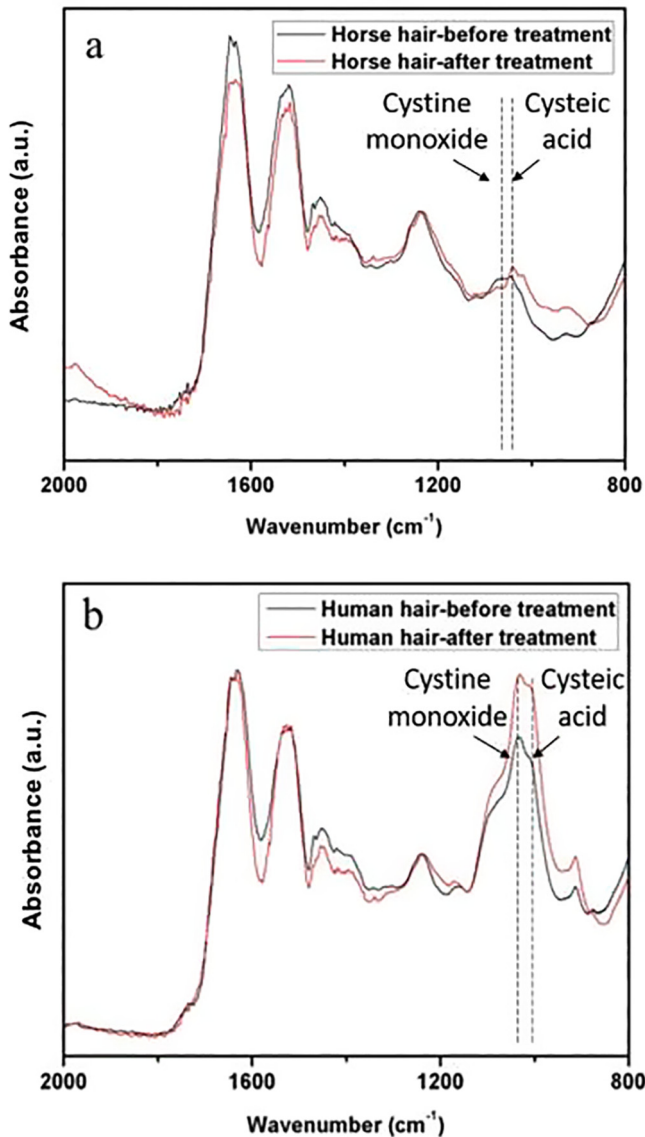 a
Horse hair-before treatment
Horse hair-after treatment
Cystine Cysteic
monoxide acid
Absorbance (a.u.)
2000 1600 1200 800
Wavenumber (cm⁻¹)
b
Human hair-before treatment
Human hair-after treatment
Cystine Cysteic
monoxide acid
Absorbance (a.u.)
2000 1600 1200 800
Wavenumber (cm⁻¹)